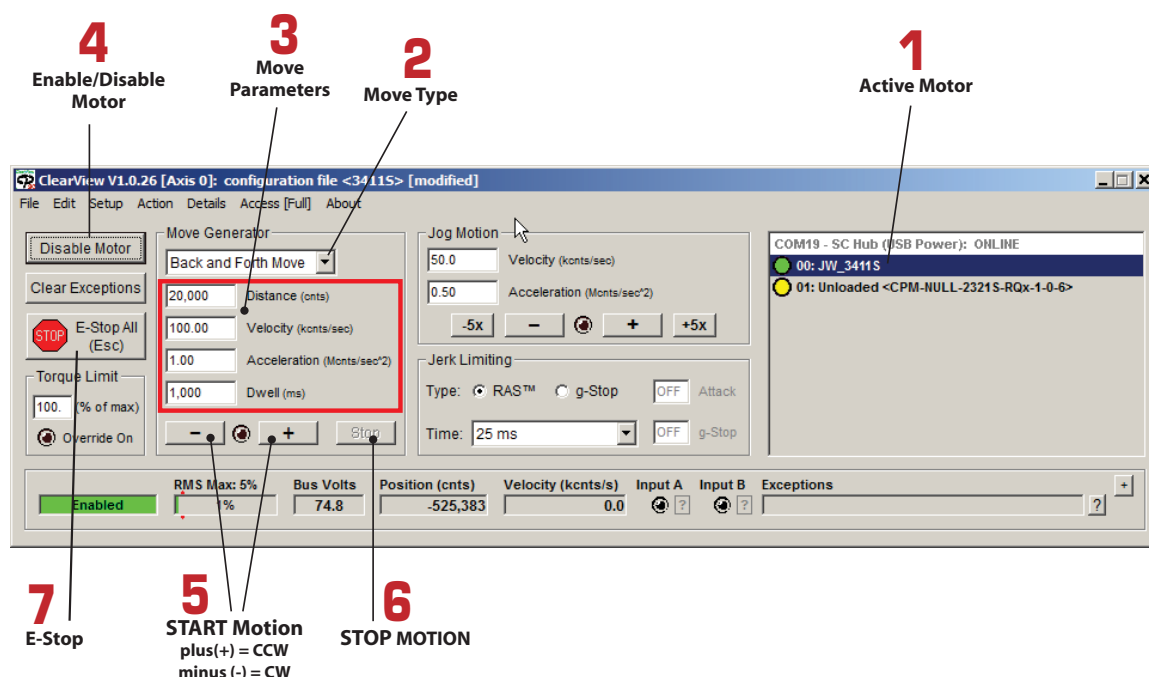 4
Enable/Disable
Motor
3
Move
Parameters
2
Move Type
1
Active Motor
ClearView V1.0.26 [Axis 0]: configuration file <3411S> [modified]
File Edit Setup Action Details Access [Full] About
Disable Motor
Clear Exceptions
STOP
E-Stop All
(Esc)
Torque Limit
100. (% of max)
Override On
Move Generator
Back and Forth Move
20,000 Distance (cnts)
100.00 Velocity (kcnts/sec)
1.00 Acceleration (Mcnts/sec^2)
1,000 Dwell (ms)
− + Stop
Jog Motion
50.0 Velocity (kcnts/sec)
0.50 Acceleration (Mcnts/sec^2)
-5x − + +5x
Jerk Limiting
Type: RAS™ g-Stop OFF Attack
Time: 25 ms OFF g-Stop
COM19 - SC Hub (USB Power): ONLINE
00: JW_3411S
01: Unloaded <CPM-NULL-2321S-RQx-1-0-6>
RMS Max: 5% Bus Volts Position (cnts) Velocity (kcnts/s) Input A Input B Exceptions +
Enabled 1% 74.8 -525,383 0.0 ? ? ?
7
E-Stop
5
START Motion
plus(+) = CCW
minus (-) = CW
6
STOP MOTION